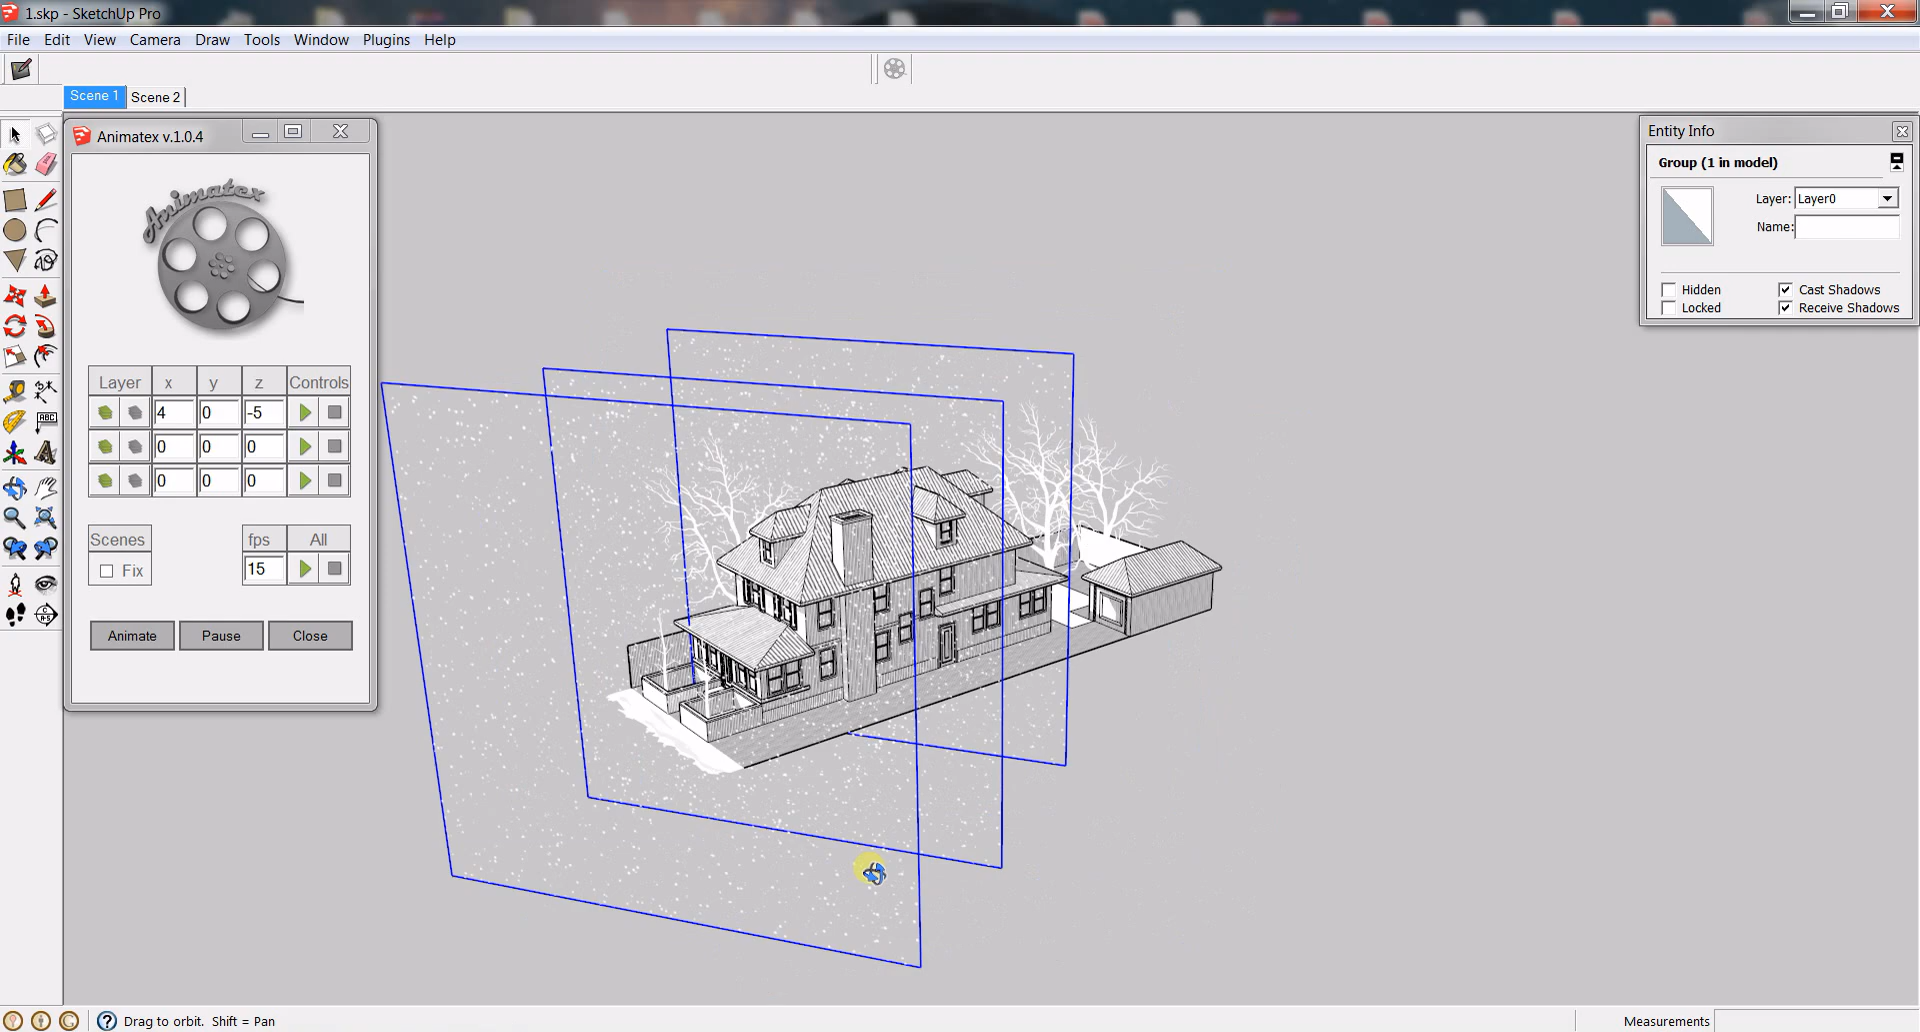 1.skp - SketchUp Pro
File Edit View Camera Draw Tools Window Plugins Help
Scene 1 Scene 2
Animatex v.1.0.4
Animatex
Layer x y z Controls
4 0 -5
0 0 0
0 0 0
Scenes fps All
Fix 15
Animate Pause Close
Entity Info
Group (1 in model)
Layer: Layer0
Name:
Hidden Cast Shadows
Locked Receive Shadows
ABC
Drag to orbit. Shift = Pan
Measurements